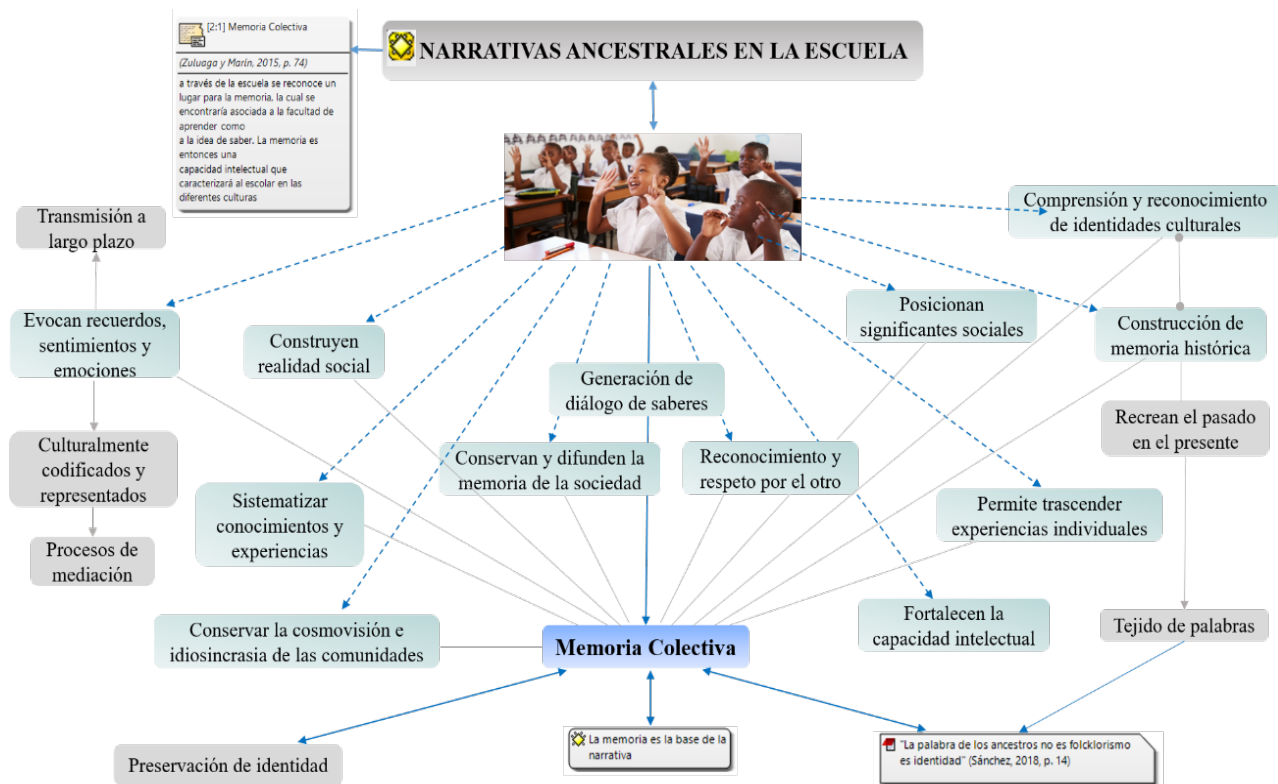 [2:1] Memoria Colectiva
(Zuluaga y Marín, 2015, p. 74)
a través de la escuela se reconoce un
lugar para la memoria, la cual se
encontraría asociada a la facultad de
aprender como
a la idea de saber. La memoria es
entonces una
capacidad intelectual que
caracterizará al escolar en las
diferentes culturas
NARRATIVAS ANCESTRALES EN LA ESCUELA
Transmisión a
largo plazo
Comprensión y reconocimiento
de identidades culturales
Evocan recuerdos,
sentimientos y
emociones
Construyen
realidad social
Posicionan
significantes sociales
Construcción de
memoria histórica
Generación de
diálogo de saberes
Culturalmente
codificados y
representados
Recrean el pasado
en el presente
Conservan y difunden la
memoria de la sociedad
Reconocimiento y
respeto por el otro
Sistematizar
conocimientos y
experiencias
Permite trascender
experiencias individuales
Procesos de
mediación
Conservar la cosmovisión e
idiosincrasia de las comunidades
Memoria Colectiva
Fortalecen la
capacidad intelectual
Tejido de palabras
Preservación de identidad
La memoria es la base de la
narrativa
"La palabra de los ancestros no es folcklorismo
es identidad" (Sánchez, 2018, p. 14)